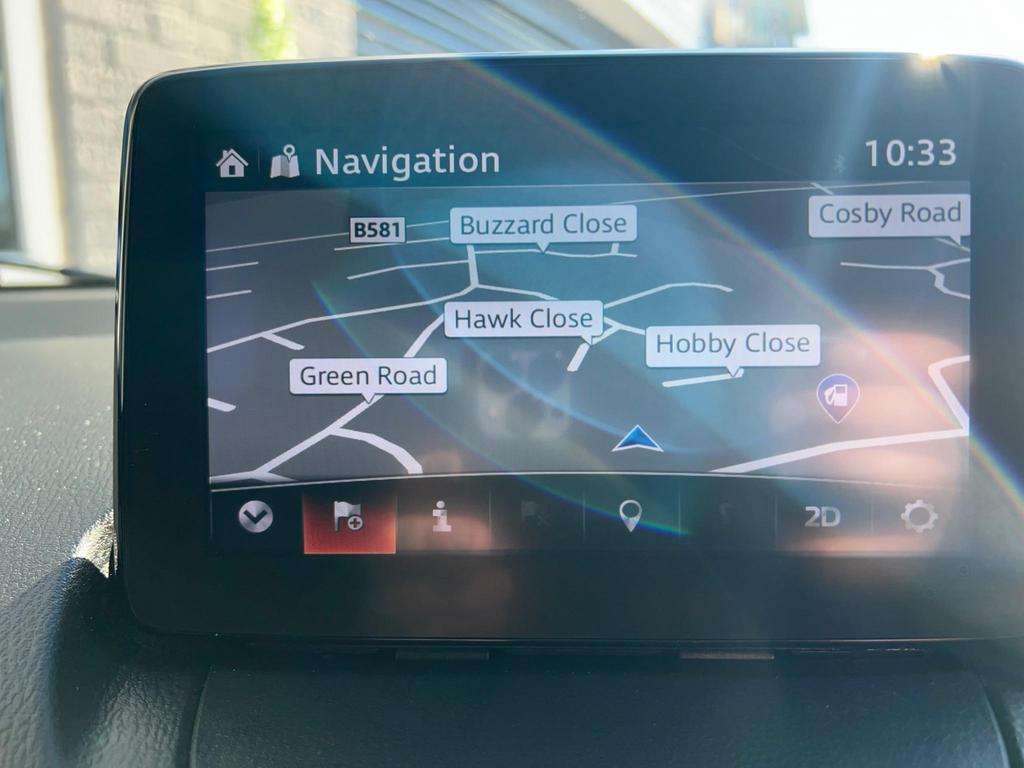 Navigation
10:33
B581
Buzzard Close
Cosby Road
Hawk Close
Hobby Close
Green Road
2D